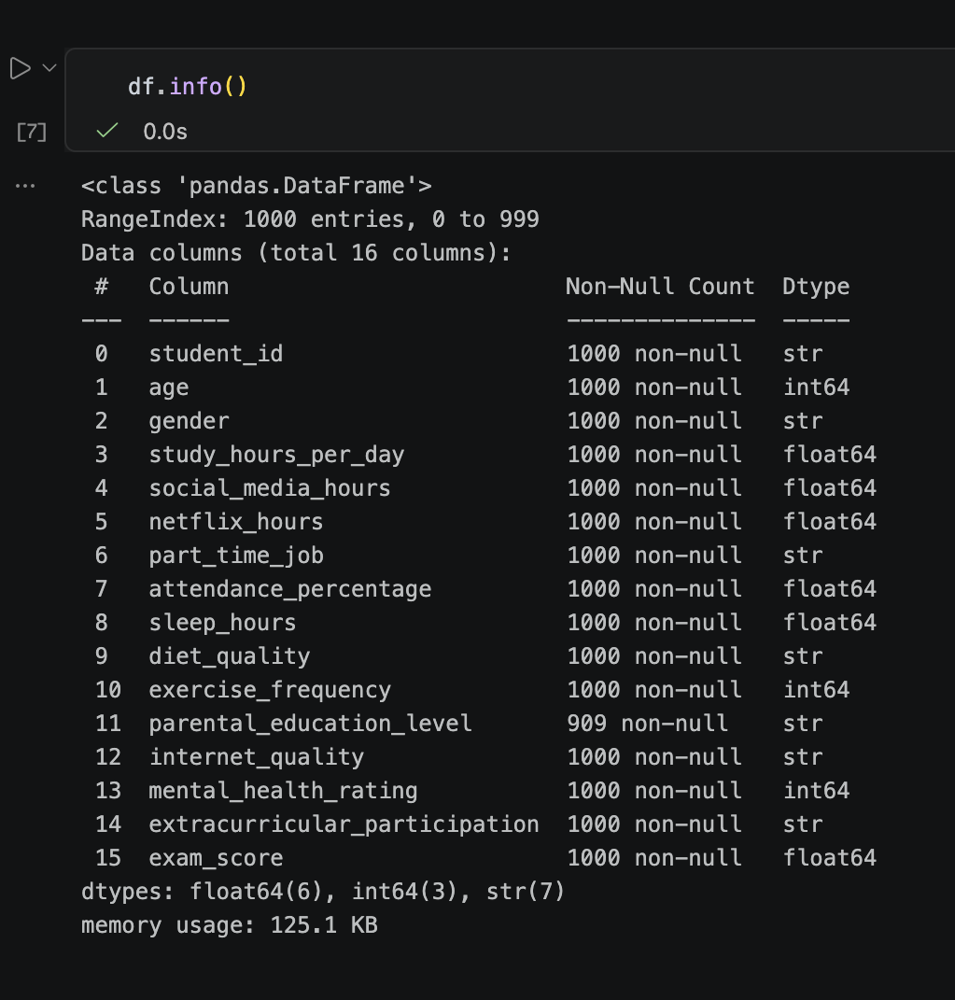 df.info()
[7]
0.0s
...
<class 'pandas.DataFrame'>
RangeIndex: 1000 entries, 0 to 999
Data columns (total 16 columns):
 #   Column                         Non-Null Count  Dtype
---  ------                         --------------  -----
 0   student_id                     1000 non-null   str
 1   age                            1000 non-null   int64
 2   gender                         1000 non-null   str
 3   study_hours_per_day            1000 non-null   float64
 4   social_media_hours             1000 non-null   float64
 5   netflix_hours                  1000 non-null   float64
 6   part_time_job                  1000 non-null   str
 7   attendance_percentage          1000 non-null   float64
 8   sleep_hours                    1000 non-null   float64
 9   diet_quality                   1000 non-null   str
 10  exercise_frequency             1000 non-null   int64
 11  parental_education_level       909 non-null    str
 12  internet_quality               1000 non-null   str
 13  mental_health_rating           1000 non-null   int64
 14  extracurricular_participation  1000 non-null   str
 15  exam_score                     1000 non-null   float64
dtypes: float64(6), int64(3), str(7)
memory usage: 125.1 KB